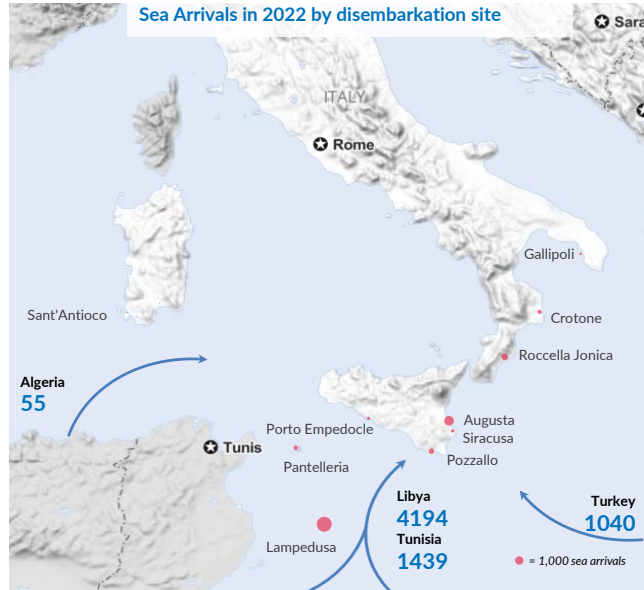 Sea Arrivals in 2022 by disembarkation site
Sara
ITALY
Rome
Gallipoli
Sant'Antioco
Crotone
Roccella Jonica
Algeria
55
Porto Empedocle
Augusta
Siracusa
Tunis
Pozzallo
Pantelleria
Libya
4194
Turkey
1040
Tunisia
1439
Lampedusa
= 1,000 sea arrivals